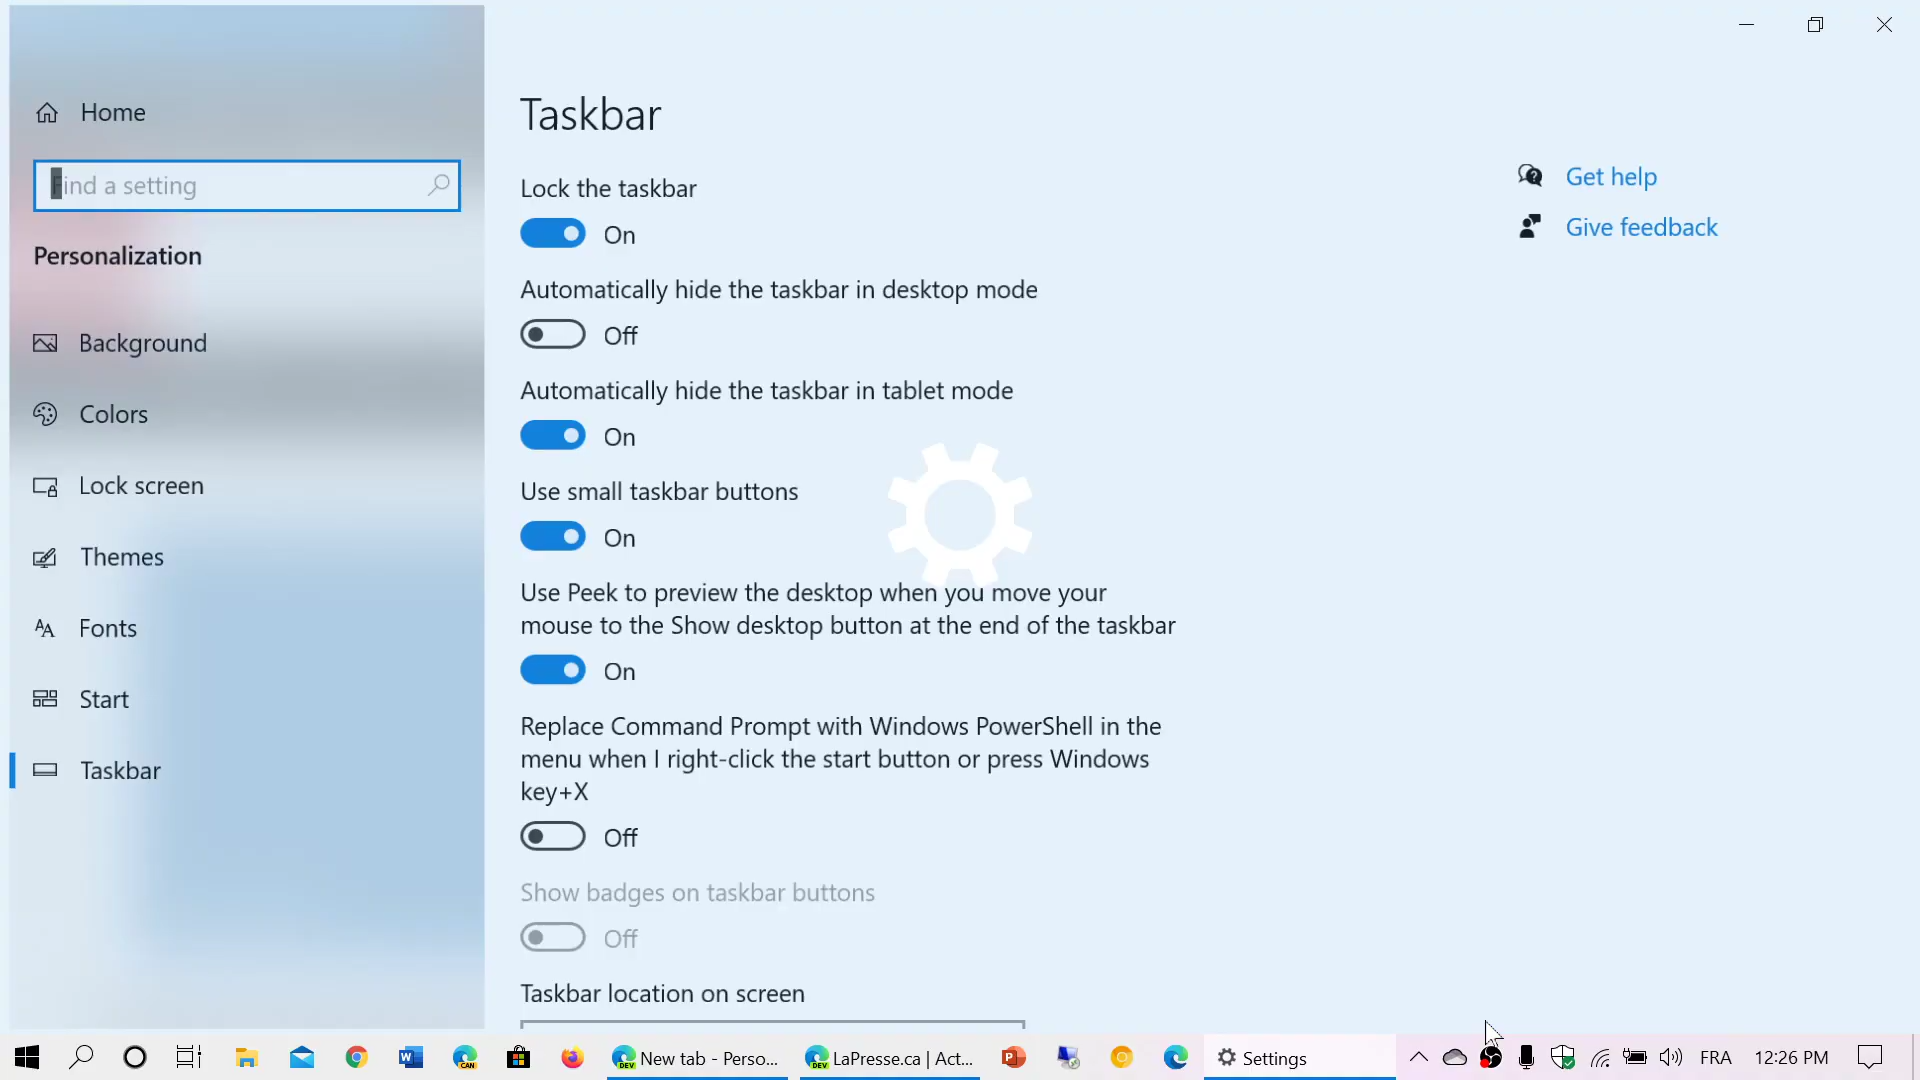 Home
Find a setting
Personalization
Background
Colors
Lock screen
Themes
Fonts
Start
Taskbar
Taskbar
Lock the taskbar
On
Automatically hide the taskbar in desktop mode
Off
Automatically hide the taskbar in tablet mode
On
Use small taskbar buttons
On
Use Peek to preview the desktop when you move your
mouse to the Show desktop button at the end of the taskbar
On
Replace Command Prompt with Windows PowerShell in the
menu when I right-click the start button or press Windows
key+X
Off
Show badges on taskbar buttons
Off
Taskbar location on screen
Get help
Give feedback
W CAN DEV New tab - Perso... DEV LaPresse.ca | Act... P Settings FRA 12:26 PM